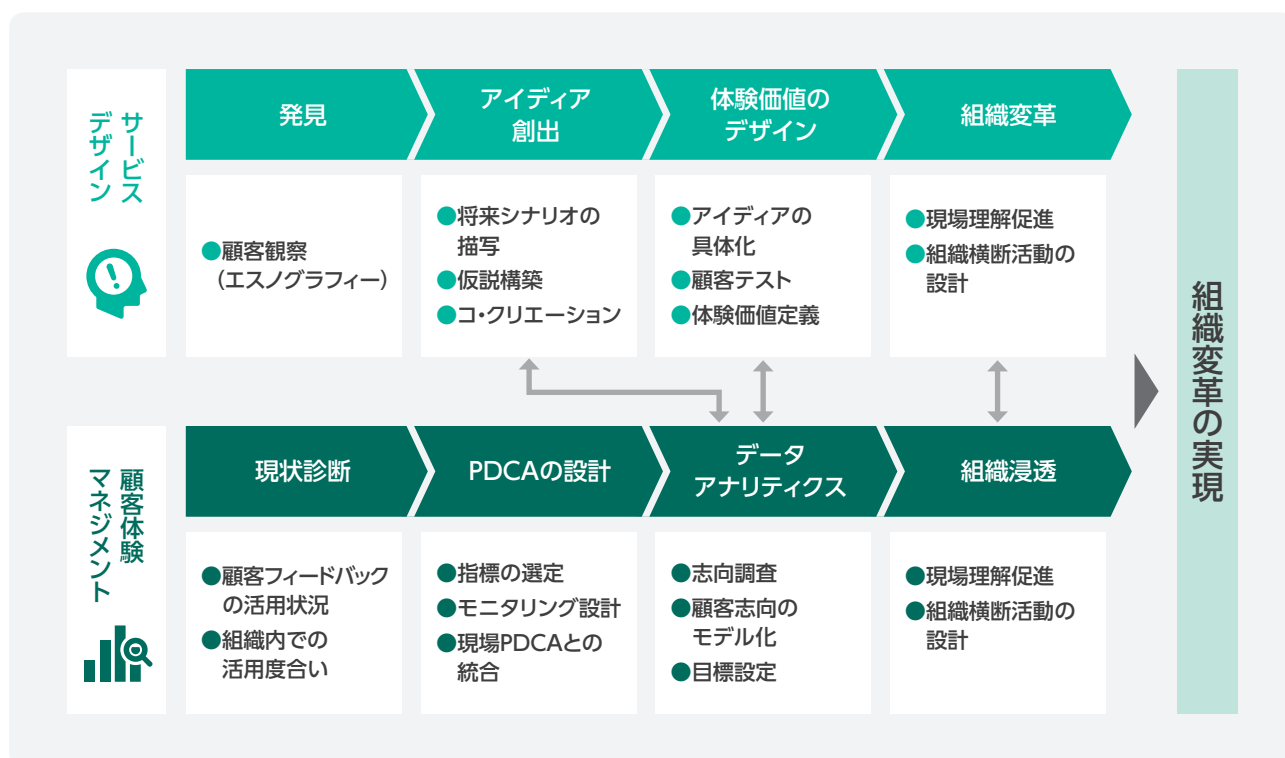 サービス
デザイン
発見
アイディア
創出
体験価値の
デザイン
組織変革
●顧客観察
（エスノグラフィー）
●将来シナリオの
描写
●仮説構築
●コ・クリエーション
●アイディアの
具体化
●顧客テスト
●体験価値定義
●現場理解促進
●組織横断活動の
設計
顧客体験
マネジメント
現状診断
PDCAの設計
データ
アナリティクス
組織浸透
●顧客フィードバック
の活用状況
●組織内での
活用度合い
●指標の選定
●モニタリング設計
●現場PDCAとの
統合
●志向調査
●顧客志向の
モデル化
●目標設定
●現場理解促進
●組織横断活動の
設計
組織変革の実現